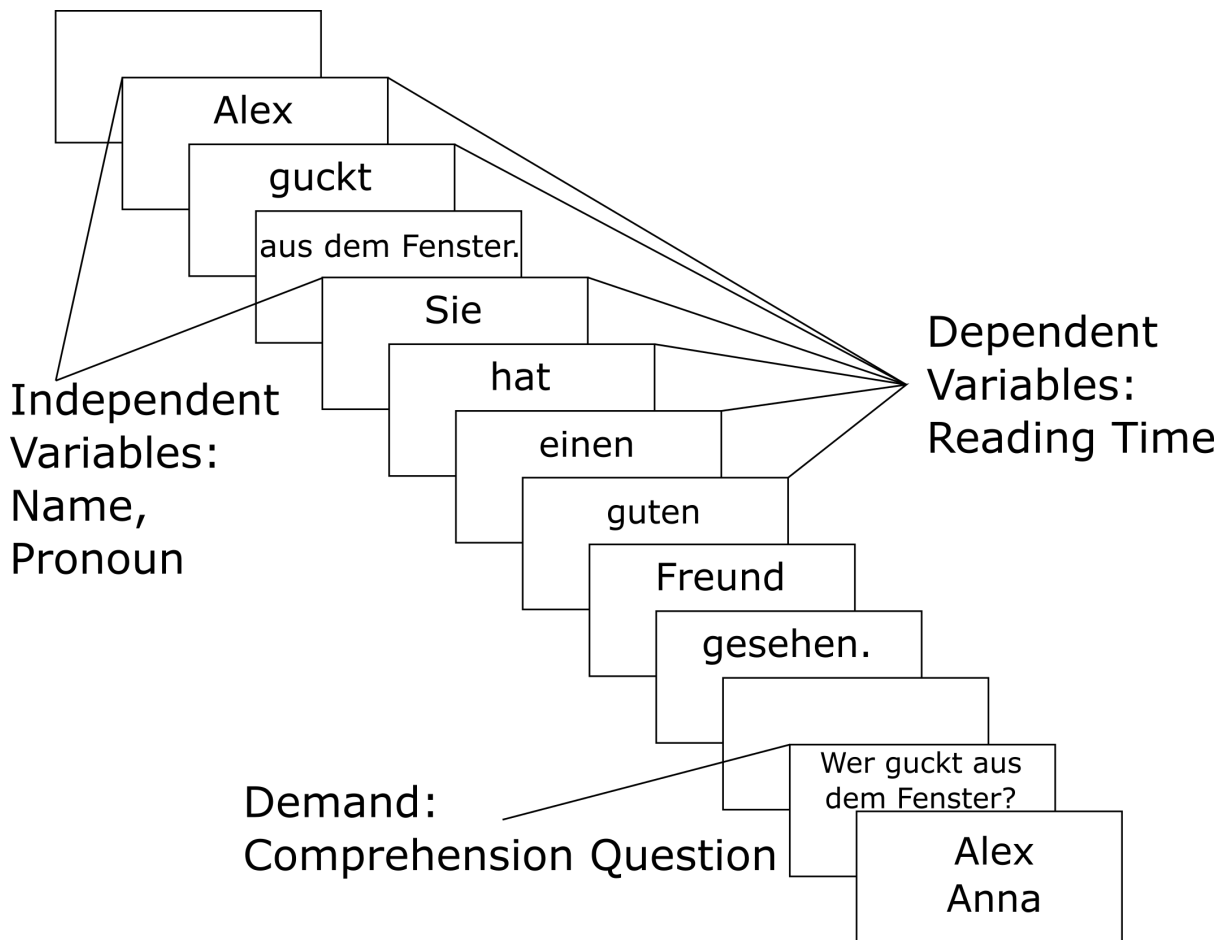 Alex
guckt
aus dem Fenster.
Sie
hat
einen
guten
Freund
gesehen.
Wer guckt aus
dem Fenster?
Alex
Anna
Independent
Variables:
Name,
Pronoun
Dependent
Variables:
Reading Time
Demand:
Comprehension Question